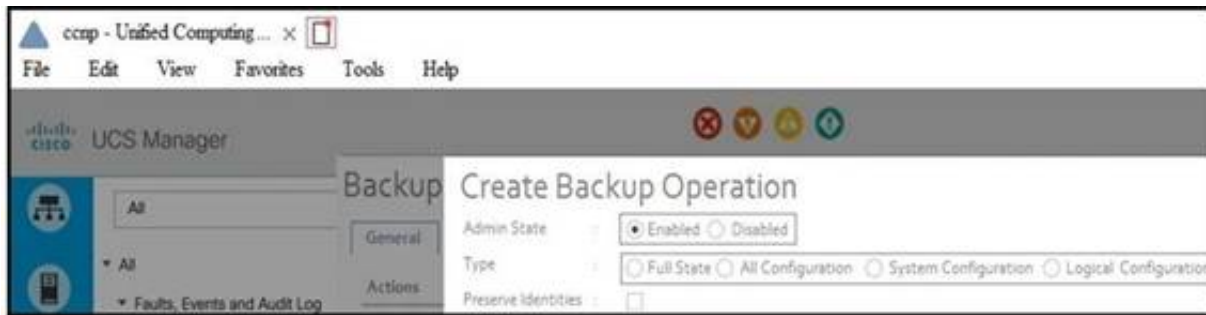 ccnp - Unified Computing... ×
File Edit View Favorites Tools Help
cisco UCS Manager
Backup
Create Backup Operation
All
General
Admin State : Enabled Disabled
All
Type : Full State All Configuration System Configuration Logical Configuration
Actions
Faults, Events and Audit Log
Preserve Identities :